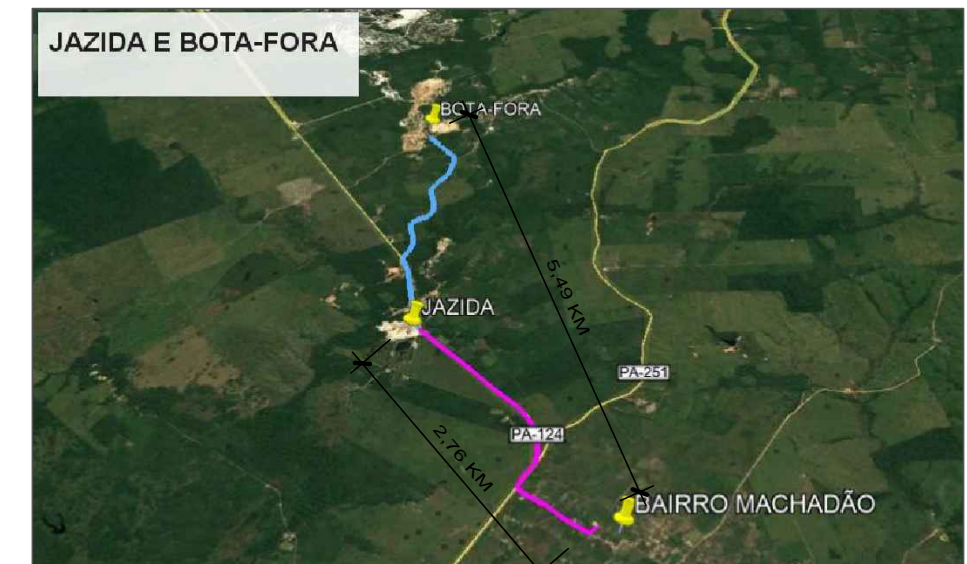 JAZIDA E BOTA-FORA
BOTA-FORA
5,49 KM
JAZIDA
PA-251
PA-124
2,76 KM
BAIRRO MACHADÃO